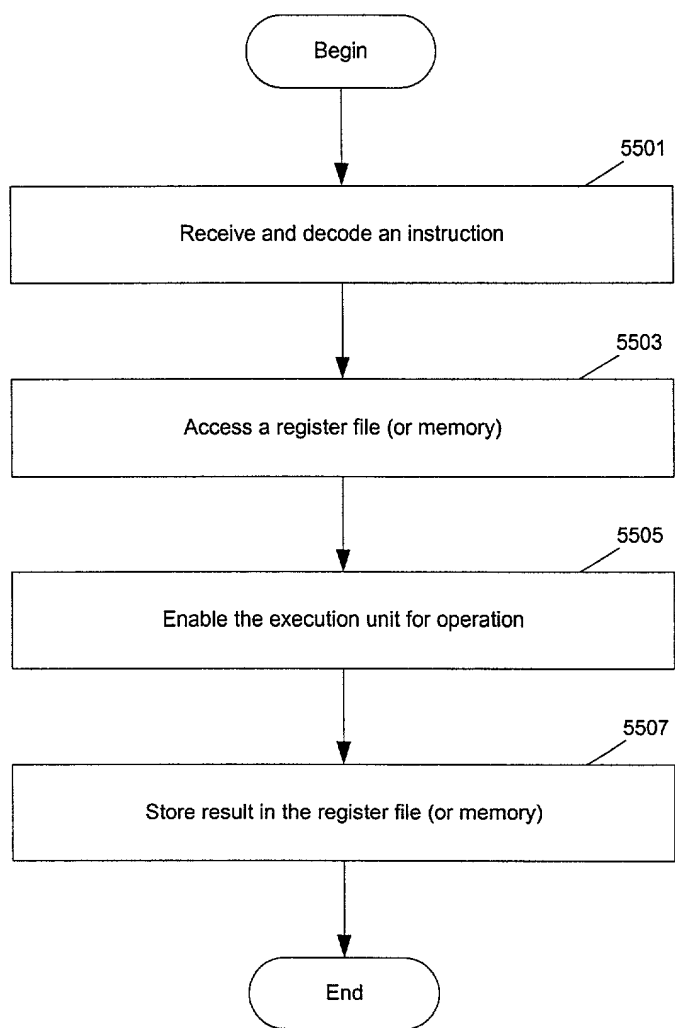 Begin
5501
Receive and decode an instruction
5503
Access a register file (or memory)
5505
Enable the execution unit for operation
5507
Store result in the register file (or memory)
End